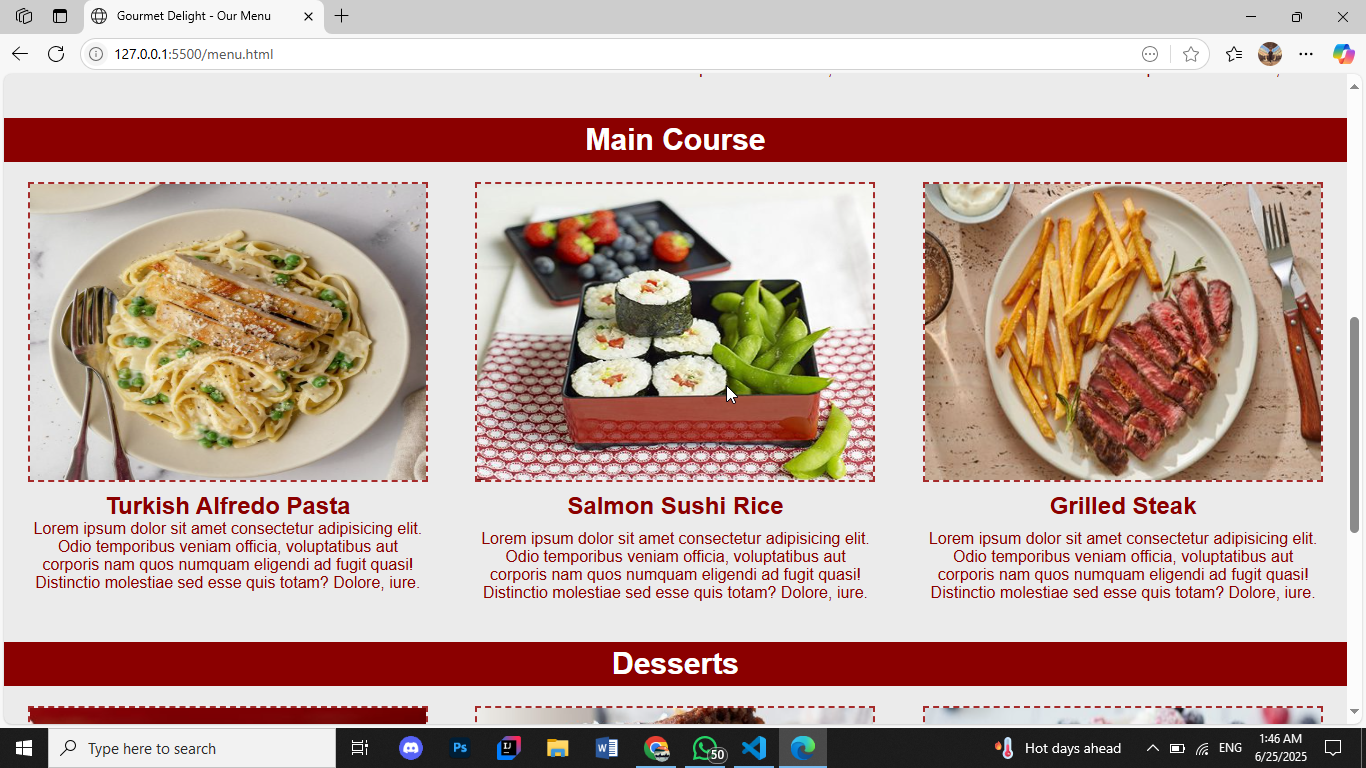 Gourmet Delight - Our Menu
127.0.0.1:5500/menu.html
Main Course
Turkish Alfredo Pasta
Lorem ipsum dolor sit amet consectetur adipisicing elit.
Odio temporibus veniam officia, voluptatibus aut
corporis nam quos numquam eligendi ad fugit quasi!
Distinctio molestiae sed esse quis totam? Dolore, iure.
Salmon Sushi Rice
Lorem ipsum dolor sit amet consectetur adipisicing elit.
Odio temporibus veniam officia, voluptatibus aut
corporis nam quos numquam eligendi ad fugit quasi!
Distinctio molestiae sed esse quis totam? Dolore, iure.
Grilled Steak
Lorem ipsum dolor sit amet consectetur adipisicing elit.
Odio temporibus veniam officia, voluptatibus aut
corporis nam quos numquam eligendi ad fugit quasi!
Distinctio molestiae sed esse quis totam? Dolore, iure.
Desserts
Type here to search
Ps
IJ
W
50
Hot days ahead
ENG
1:46 AM
6/25/2025